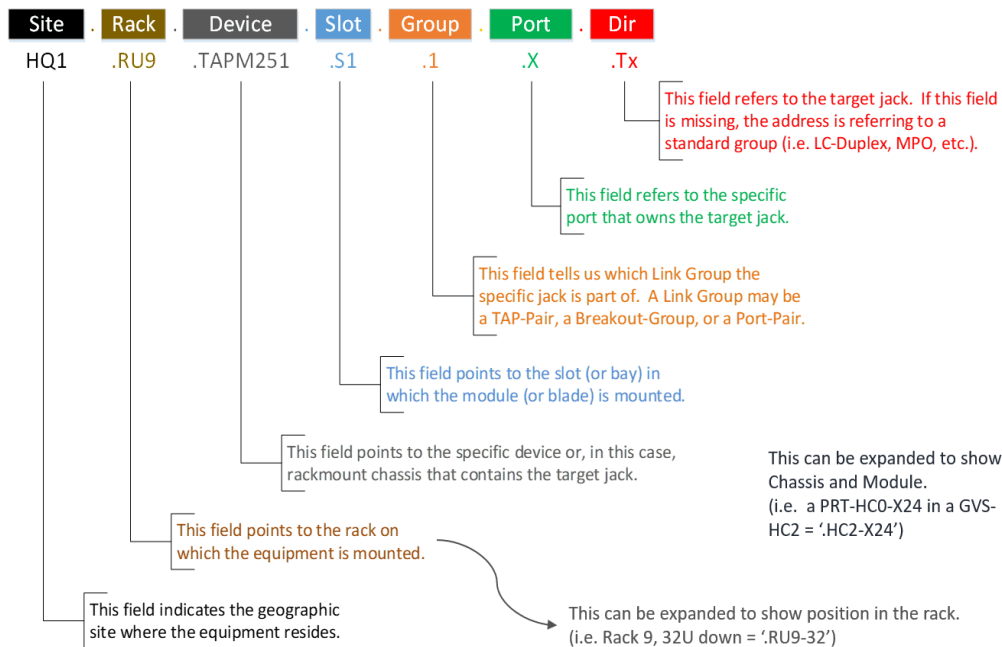 Site . Rack . Device . Slot . Group . Port . Dir
HQ1 .RU9 .TAPM251 .S1 .1 .X .Tx
This field refers to the target jack. If this field
is missing, the address is referring to a
standard group (i.e. LC-Duplex, MPO, etc.).
This field refers to the specific
port that owns the target jack.
This field tells us which Link Group the
specific jack is part of. A Link Group may be
a TAP-Pair, a Breakout-Group, or a Port-Pair.
This field points to the slot (or bay) in
which the module (or blade) is mounted.
This field points to the specific device or, in this case,
rackmount chassis that contains the target jack.
This can be expanded to show
Chassis and Module.
(i.e. a PRT-HC0-X24 in a GVS-
HC2 = ‘.HC2-X24’)
This field points to the rack on
which the equipment is mounted.
This field indicates the geographic
site where the equipment resides.
This can be expanded to show position in the rack.
(i.e. Rack 9, 32U down = ‘.RU9-32’)